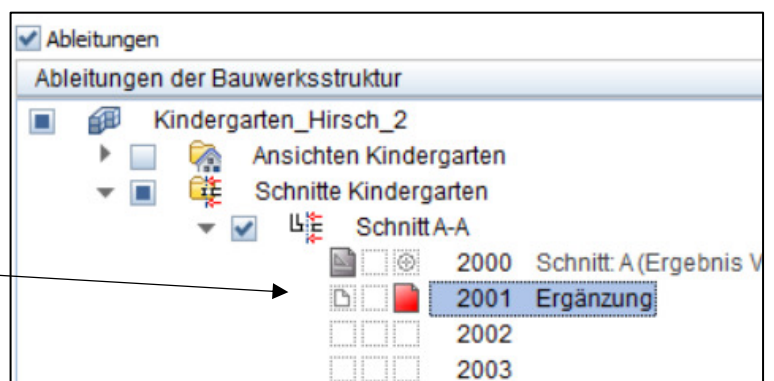 Ableitungen
Ableitungen der Bauwerksstruktur
Kindergarten_Hirsch_2
Ansichten Kindergarten
Schnitte Kindergarten
Schnitt A-A
2000 Schnitt: A (Ergebnis V
2001 Ergänzung
2002
2003